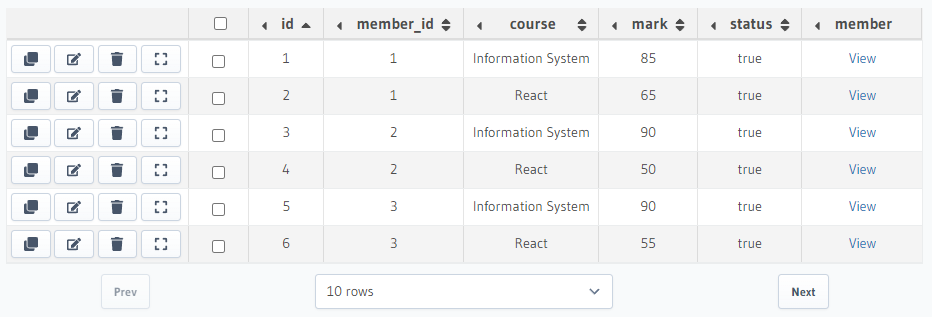 id member_id course mark status member
1 1 Information System 85 true View
2 1 React 65 true View
3 2 Information System 90 true View
4 2 React 50 true View
5 3 Information System 90 true View
6 3 React 55 true View
Prev 10 rows Next